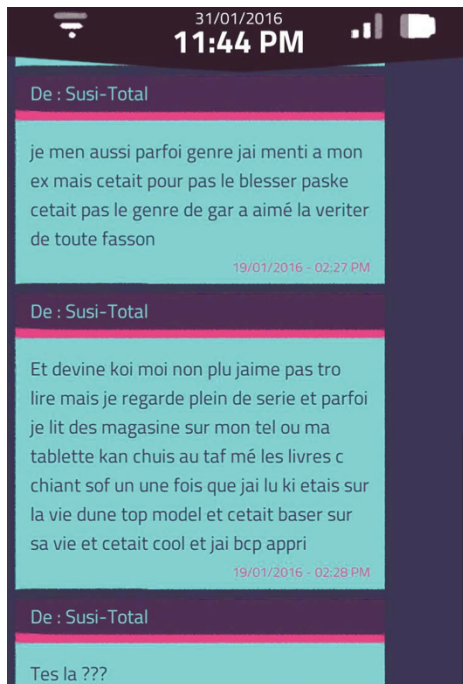 31/01/2016
11:44 PM
De : Susi-Total
je men aussi parfoi genre jai menti a mon
ex mais cetait pour pas le blesser paske
cetait pas le genre de gar a aimé la veriter
de toute fasson
19/01/2016 - 02:27 PM
De : Susi-Total
Et devine koi moi non plu jaime pas tro
lire mais je regarde plein de serie et parfoi
je lit des magasine sur mon tel ou ma
tablette kan chuis au taf mé les livres c
chiant sof un une fois que jai lu ki etais sur
la vie dune top model et cetait baser sur
sa vie et cetait cool et jai bcp appri
19/01/2016 - 02:28 PM
De : Susi-Total
Tes la ???